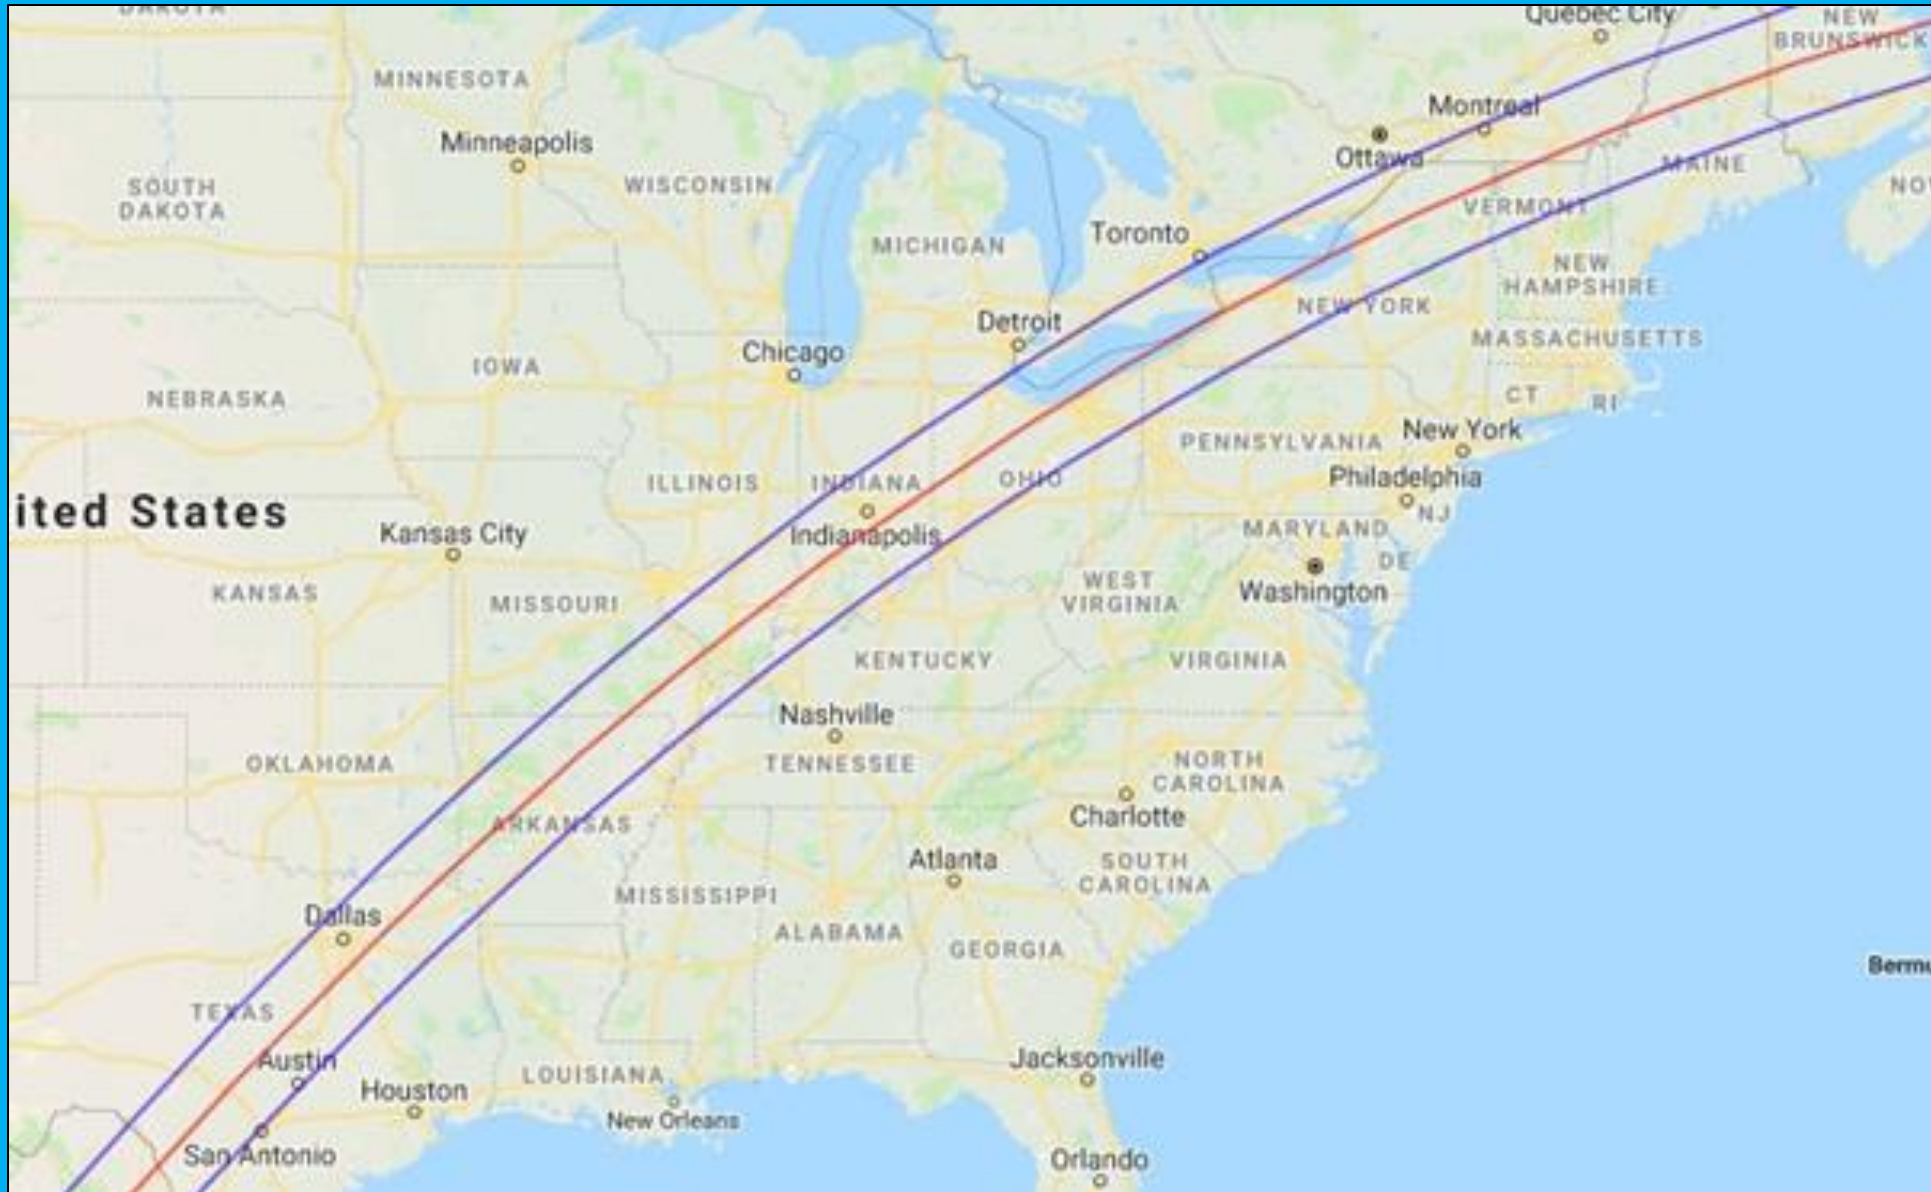 DAKOTA
Quebec City
NEW
BRUNSWICK
MINNESOTA
Montreal
Minneapolis
Ottawa
MAINE
SOUTH
DAKOTA
WISCONSIN
VERMONT
Toronto
MICHIGAN
NEW
HAMPSHIRE
NEW YORK
Detroit
MASSACHUSETTS
Chicago
IOWA
NEBRASKA
CT
RI
New York
PENNSYLVANIA
Philadelphia
ILLINOIS
INDIANA
OHIO
NJ
ited States
Kansas City
Indianapolis
MARYLAND
DE
Washington
KANSAS
MISSOURI
WEST
VIRGINIA
KENTUCKY
VIRGINIA
Nashville
TENNESSEE
OKLAHOMA
NORTH
CAROLINA
Charlotte
ARKANSAS
Atlanta
SOUTH
CAROLINA
MISSISSIPPI
Dallas
ALABAMA
GEORGIA
Bermu
TEXAS
Austin
Houston
LOUISIANA
Jacksonville
New Orleans
San Antonio
Orlando
NO